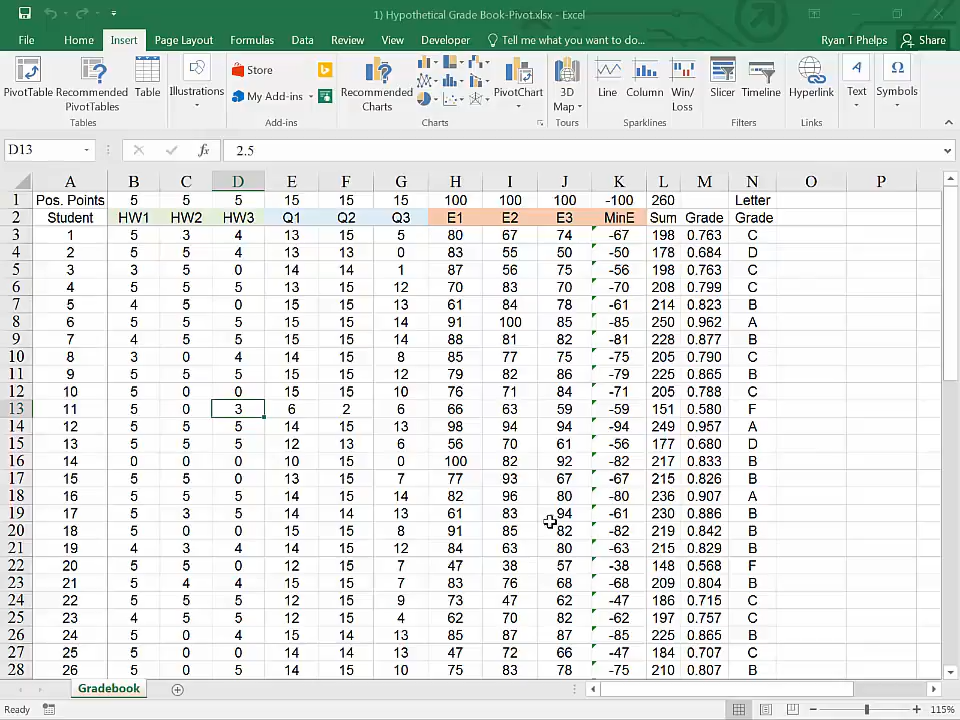 1) Hypothetical Grade Book-Pivot.xlsx - Excel
File Home Insert Page Layout Formulas Data Review View Developer Tell me what you want to do... Ryan T Phelps Share
PivotTable Recommended PivotTables Table Illustrations Store My Add-ins Recommended Charts PivotChart 3D Map Line Column Win/Loss Slicer Timeline Hyperlink Text Symbols
Tables Add-ins Charts Tours Sparklines Filters Links
D13 fx 2.5
A B C D E F G H I J K L M N O P
1 Pos. Points 5 5 5 15 15 15 100 100 100 -100 260 Letter
2 Student HW1 HW2 HW3 Q1 Q2 Q3 E1 E2 E3 MinE Sum Grade Grade
3 1 5 3 4 13 15 5 80 67 74 -67 198 0.763 C
4 2 5 5 4 13 13 0 83 55 50 -50 178 0.684 D
5 3 3 5 0 14 14 1 87 56 75 -56 198 0.763 C
6 4 5 5 5 13 15 12 70 83 70 -70 208 0.799 C
7 5 4 5 0 15 15 13 61 84 78 -61 214 0.823 B
8 6 5 5 5 15 15 14 91 100 85 -85 250 0.962 A
9 7 4 5 5 15 15 14 88 81 82 -81 228 0.877 B
10 8 3 0 4 14 15 8 85 77 75 -75 205 0.790 C
11 9 5 5 5 15 15 12 79 82 86 -79 225 0.865 B
12 10 5 0 0 15 15 10 76 71 84 -71 205 0.788 C
13 11 5 0 3 6 2 6 66 63 59 -59 151 0.580 F
14 12 5 5 5 14 15 13 98 94 94 -94 249 0.957 A
15 13 5 5 5 12 13 6 56 70 61 -56 177 0.680 D
16 14 0 0 0 10 15 0 100 82 92 -82 217 0.833 B
17 15 5 5 0 13 15 7 77 93 67 -67 215 0.826 B
18 16 5 5 5 14 15 14 82 96 80 -80 236 0.907 A
19 17 5 3 5 14 14 13 61 83 94 -61 230 0.886 B
20 18 5 0 0 15 15 8 91 85 82 -82 219 0.842 B
21 19 4 3 4 14 15 12 84 63 80 -63 215 0.829 B
22 20 5 5 0 12 15 7 47 38 57 -38 148 0.568 F
23 21 5 4 4 15 15 7 83 76 68 -68 209 0.804 B
24 22 5 5 5 12 15 9 73 47 62 -47 186 0.715 C
25 23 4 5 5 12 15 4 62 70 82 -62 197 0.757 C
26 24 5 0 4 15 14 13 85 87 87 -85 225 0.865 B
27 25 5 0 0 14 14 13 47 72 66 -47 184 0.707 C
28 26 5 5 0 14 15 10 75 83 78 -75 210 0.807 B
Gradebook
Ready 115%